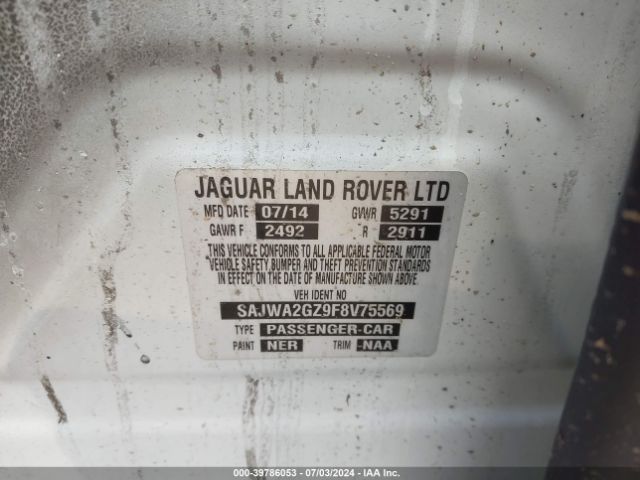 JAGUAR LAND ROVER LTD
MFD DATE 07/14 GVWR 5291
GAWR F 2492 R 2911
THIS VEHICLE CONFORMS TO ALL APPLICABLE FEDERAL MOTOR
VEHICLE SAFETY, BUMPER AND THEFT PREVENTION STANDARDS
IN EFFECT ON THE DATE OF MANUFACTURE SHOWN ABOVE.
VEH IDENT
SAJWA2GZ9F8V75569
TYPE PASSENGER-CAR
PAINT NER TRIM -NAA
000-39786053 - 07/03/2024 - IAA Inc.